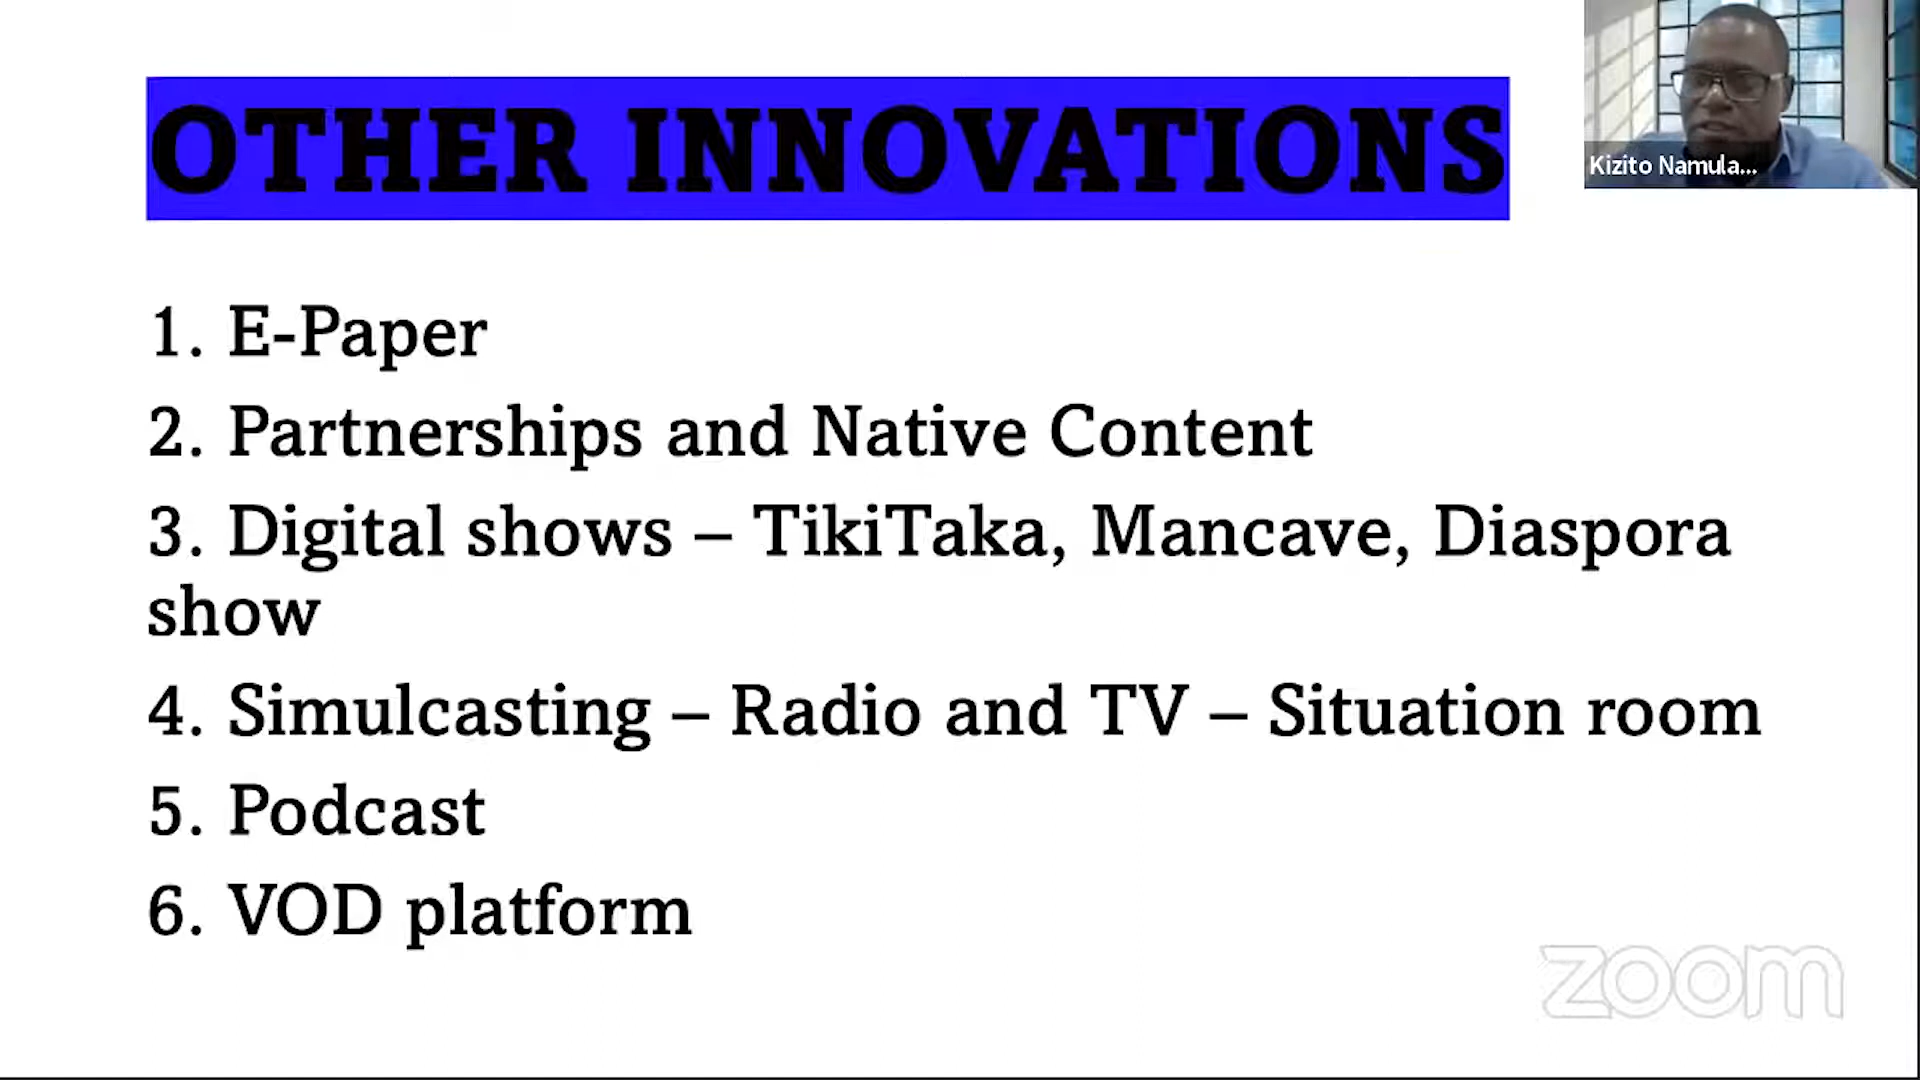 OTHER INNOVATIONS
Kizito Namula...
1. E-Paper
2. Partnerships and Native Content
3. Digital shows – TikiTaka, Mancave, Diaspora
show
4. Simulcasting – Radio and TV – Situation room
5. Podcast
6. VOD platform
zoom